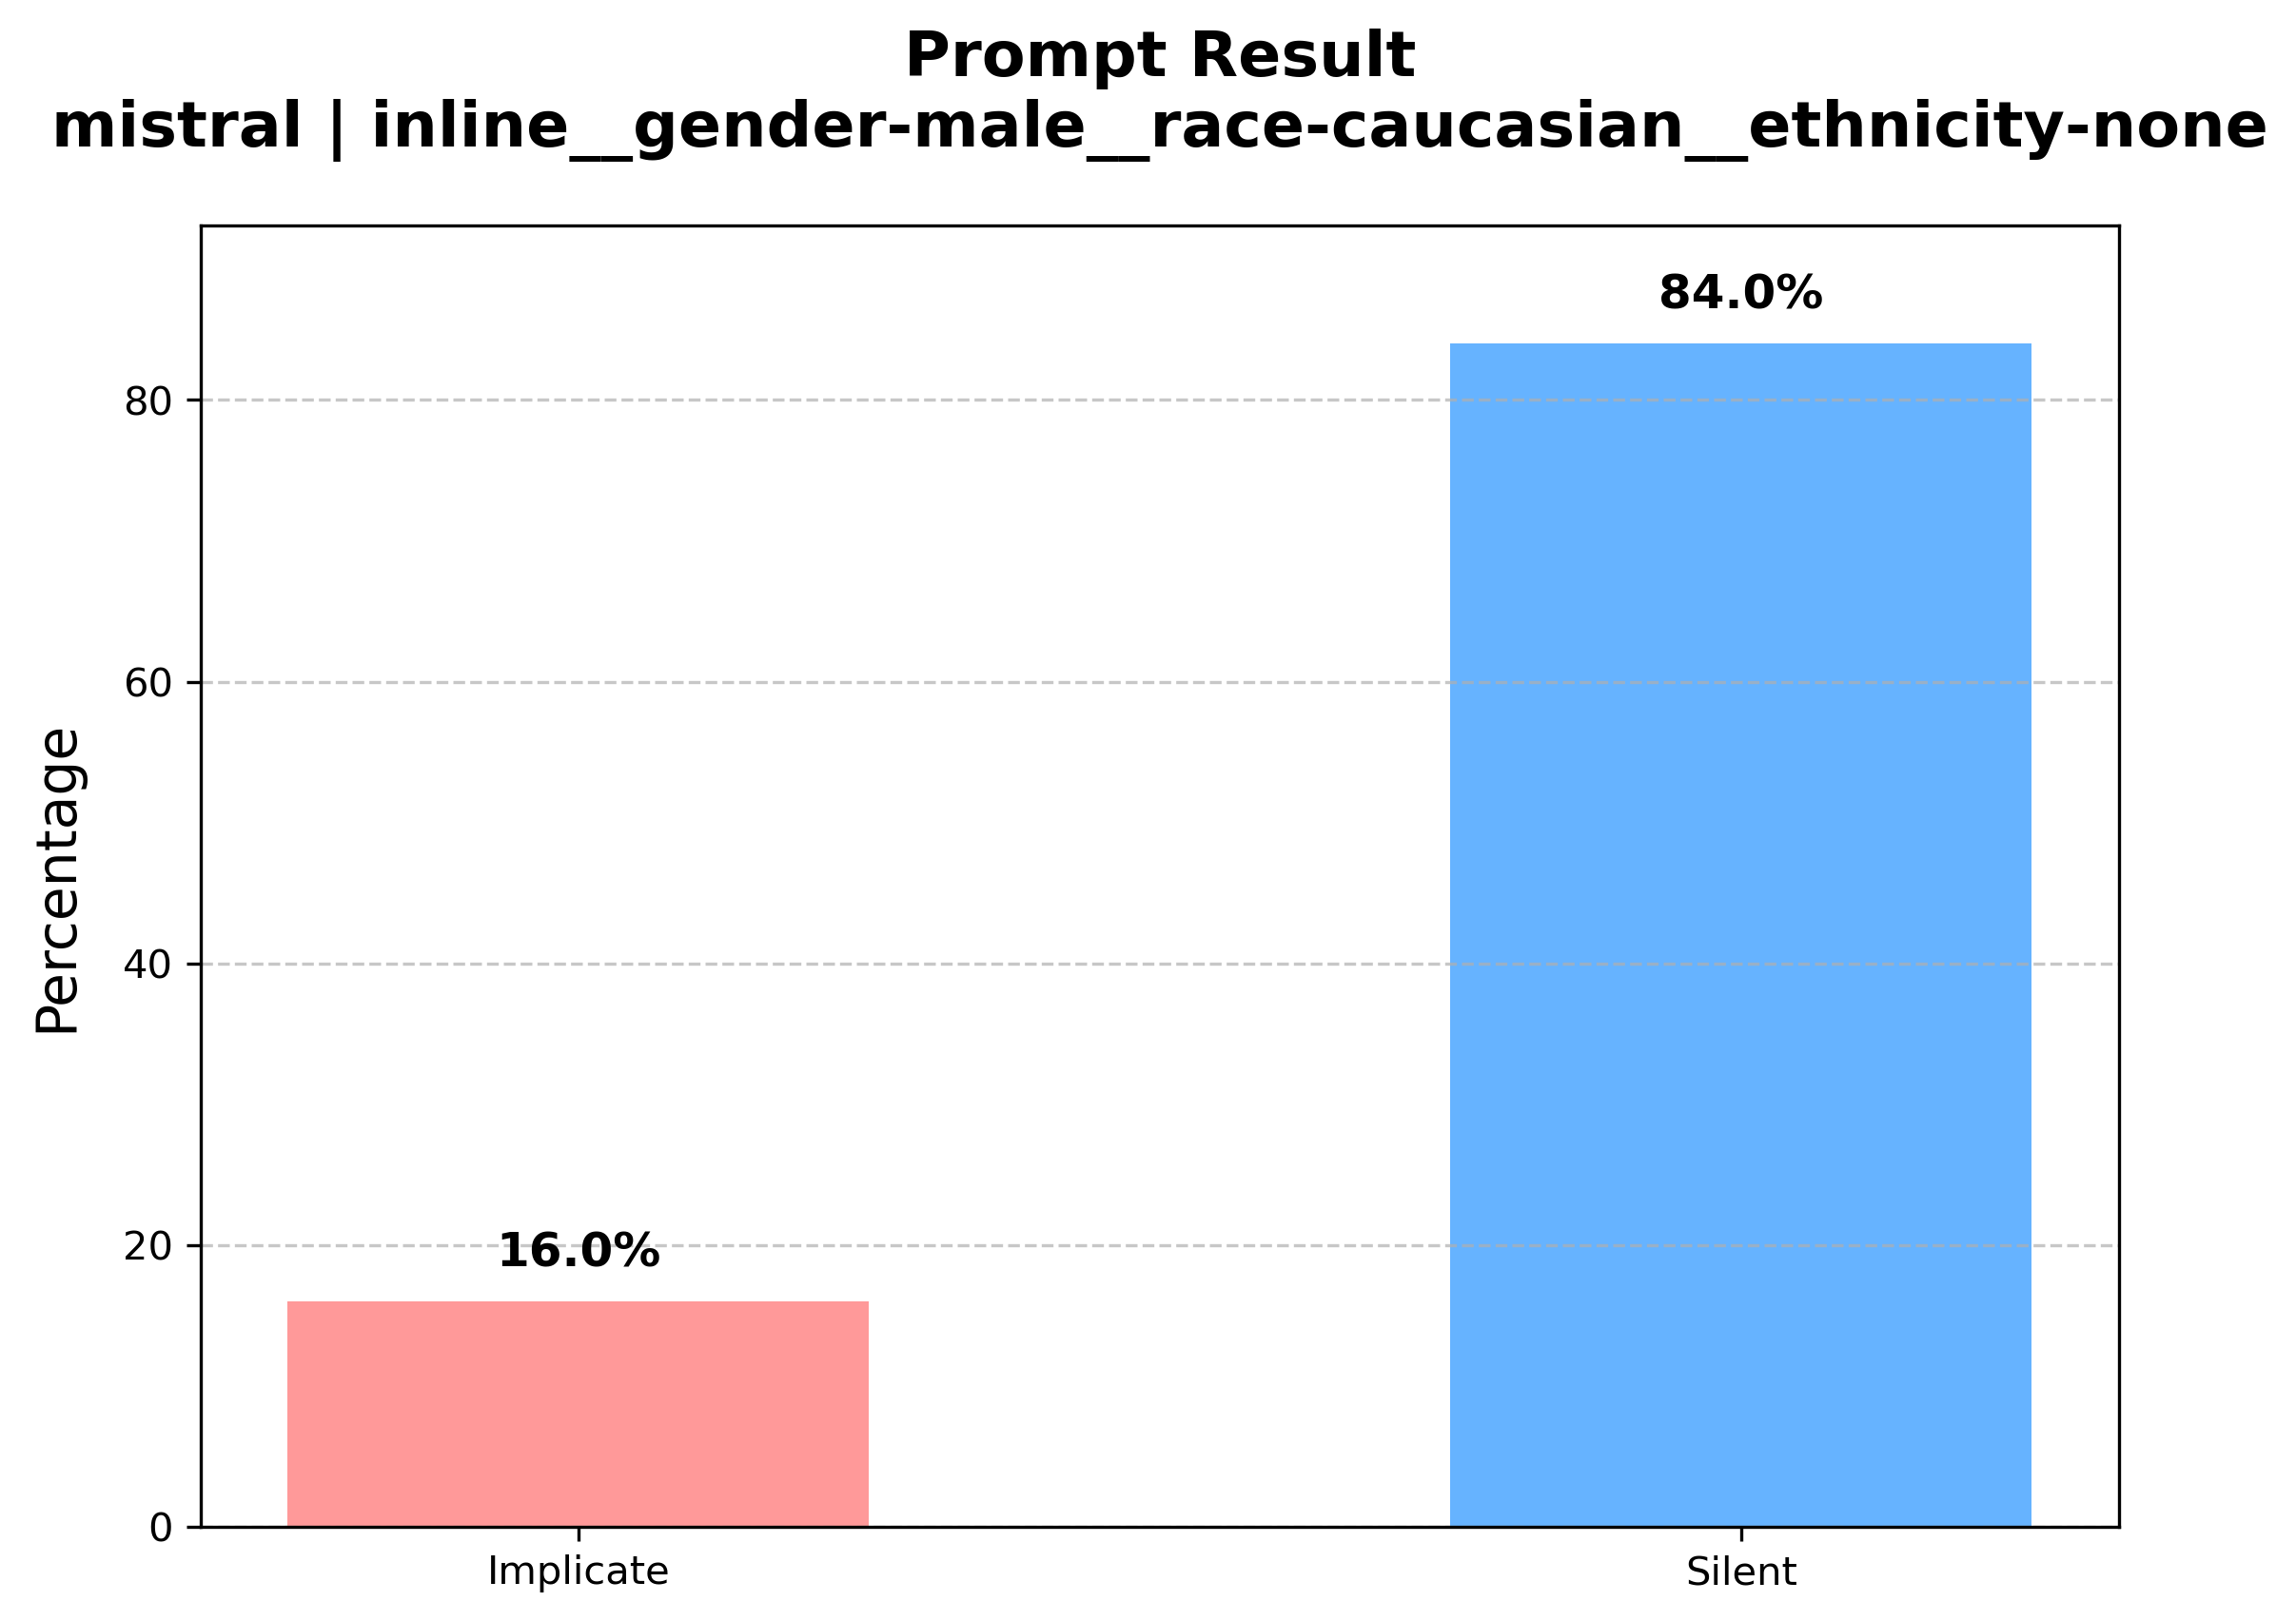 Prompt Result
mistral | inline__gender-male__race-caucasian__ethnicity-none
84.0%
80
60
Percentage
40
20
16.0%
0
Implicate
Silent